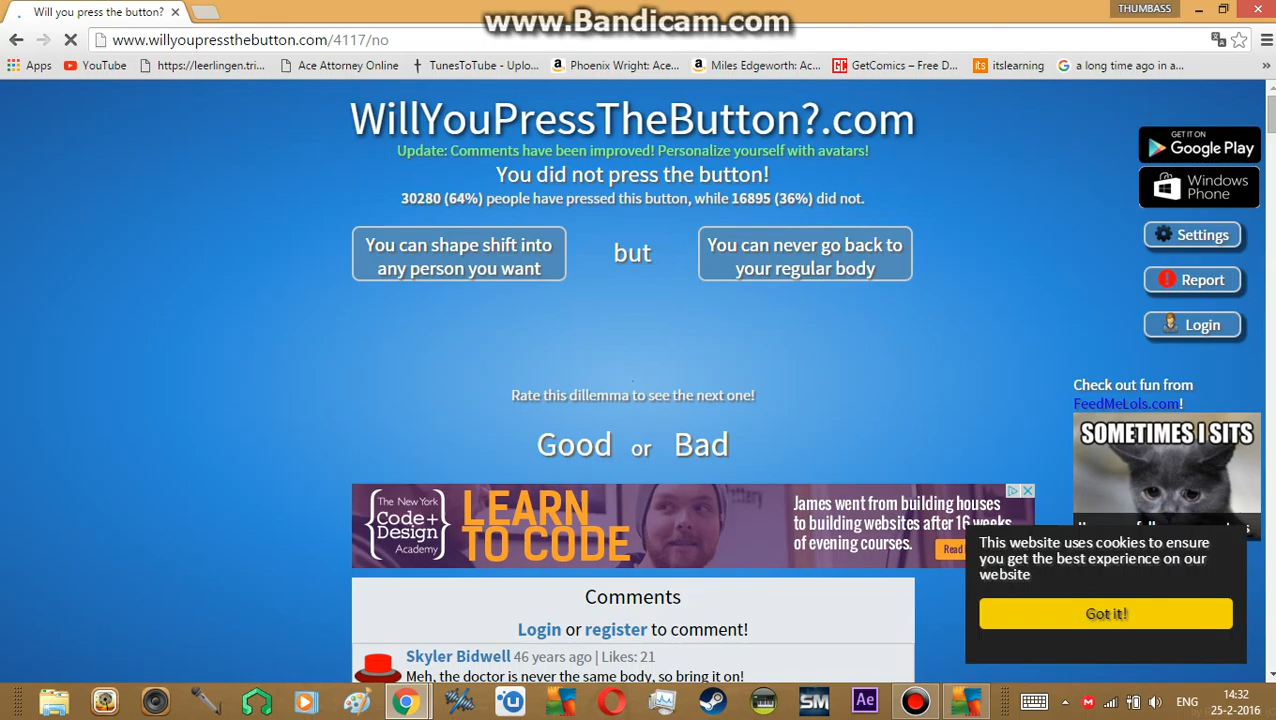 Will you press the button?
www.Bandicam.com
THUMBASS
www.willyoupressthebutton.com/4117/no
Apps YouTube https://leerlingen.tri... Ace Attorney Online TunesToTube - Uplo... Phoenix Wright: Ace... Miles Edgeworth: Ac... GetComics – Free D... its itslearning a long time ago in a...
WillYouPressTheButton?.com
Update: Comments have been improved! Personalize yourself with avatars!
You did not press the button!
30280 (64%) people have pressed this button, while 16895 (36%) did not.
You can shape shift into
any person you want
but
You can never go back to
your regular body
GET IT ON
Google Play
Windows
Phone
Settings
Report
Login
Rate this dillemma to see the next one!
Good or Bad
Check out fun from
FeedMeLols.com!
SOMETIMES I SITS
The New York
Code+
Design
Academy
LEARN
TO CODE
James went from building houses
to building websites after 16 weeks
of evening courses.
Read
This website uses cookies to ensure
you get the best experience on our
website
Got it!
Comments
Login or register to comment!
Skyler Bidwell 46 years ago | Likes: 21
Meh, the doctor is never the same body, so bring it on!
SM Ae
ENG
14:32
25-2-2016